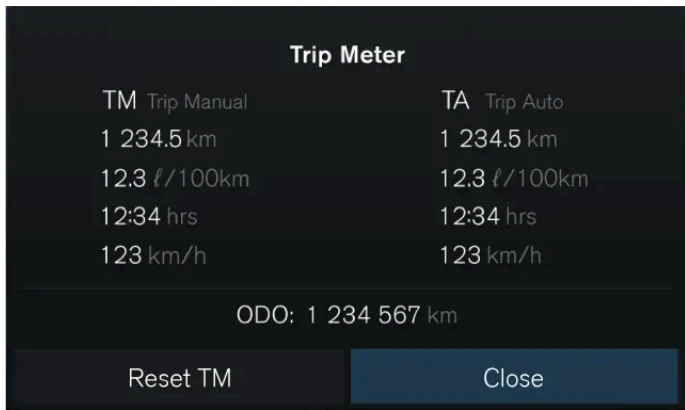 Trip Meter
TM Trip Manual TA Trip Auto
1 234.5 km 1 234.5 km
12.3 ℓ/100km 12.3 ℓ/100km
12:34 hrs 12:34 hrs
123 km/h 123 km/h
ODO: 1 234 567 km
Reset TM Close